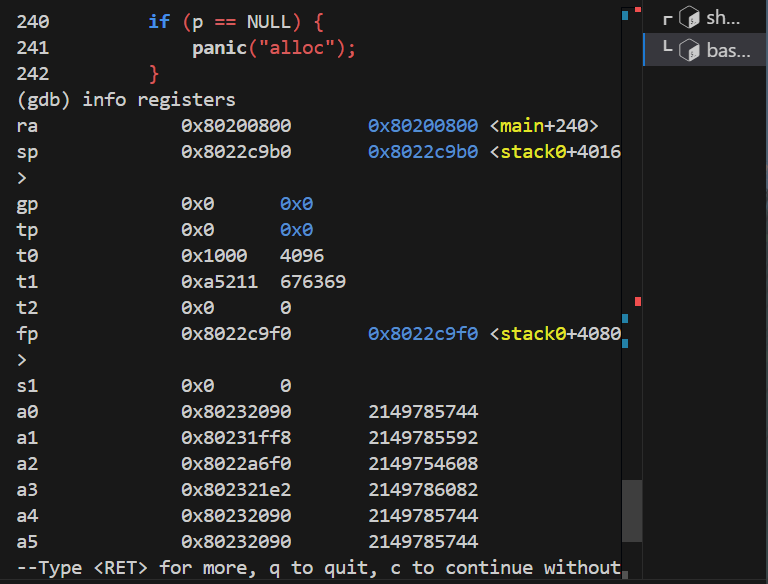 240         if (p == NULL) {
241             panic("alloc");
242         }
(gdb) info registers
ra             0x80200800       0x80200800 <main+240>
sp             0x8022c9b0       0x8022c9b0 <stack0+4016
>
gp             0x0      0x0
tp             0x0      0x0
t0             0x1000   4096
t1             0xa5211  676369
t2             0x0      0
fp             0x8022c9f0       0x8022c9f0 <stack0+4080
>
s1             0x0      0
a0             0x80232090       2149785744
a1             0x80231ff8       2149785592
a2             0x8022a6f0       2149754608
a3             0x802321e2       2149786082
a4             0x80232090       2149785744
a5             0x80232090       2149785744
--Type <RET> for more, q to quit, c to continue without
sh...
bas...